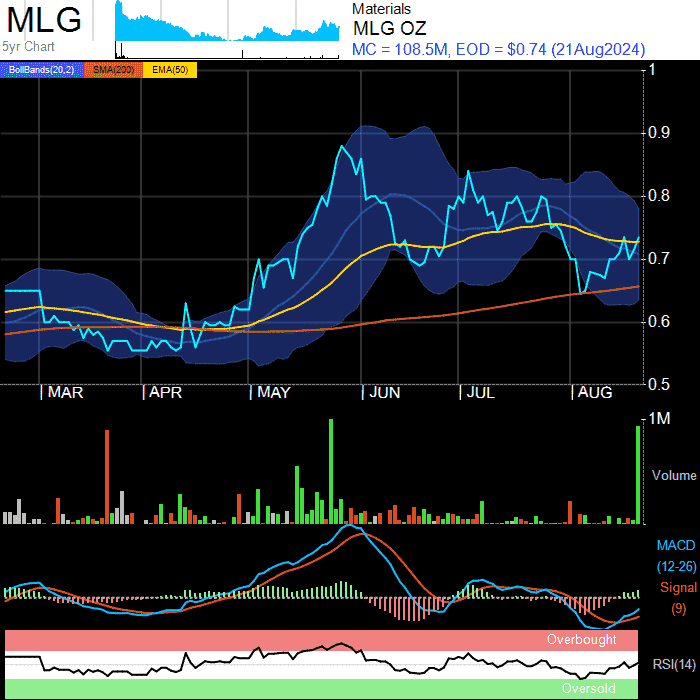 MLG
5yr Chart
Materials
MLG OZ
MC = 108.5M, EOD = $0.74 (21Aug2024)
BollBands(20,2) SMA(200) EMA(50)
1
0.9
0.8
0.7
0.6
0.5
MAR APR MAY JUN JUL AUG
1M
Volume
MACD
(12-26)
Signal
(9)
Overbought
RSI(14)
Oversold